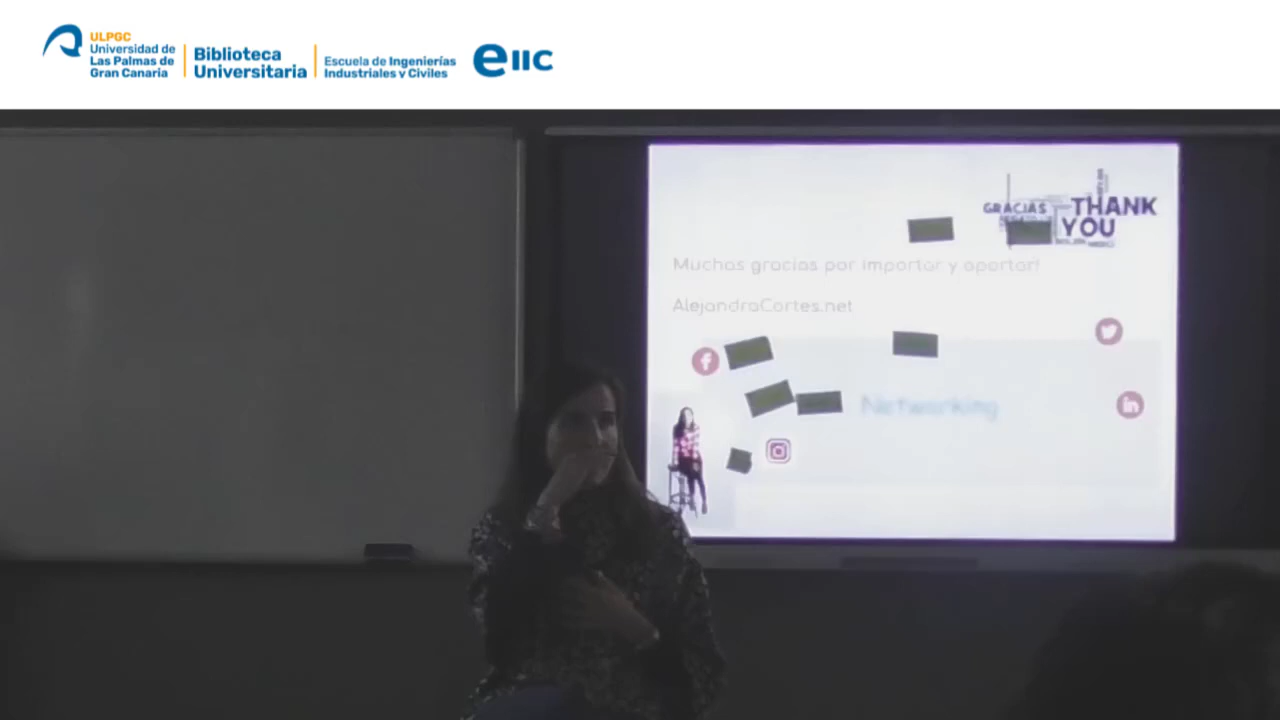 ULPGC
Universidad de
Las Palmas de
Gran Canaria
Biblioteca
Universitaria
Escuela de Ingenierías
Industriales y Civiles
eiic
GRACIAS
THANK
YOU
Muchas gracias por importar y aportar!
AlejandraCortes.net
Networking